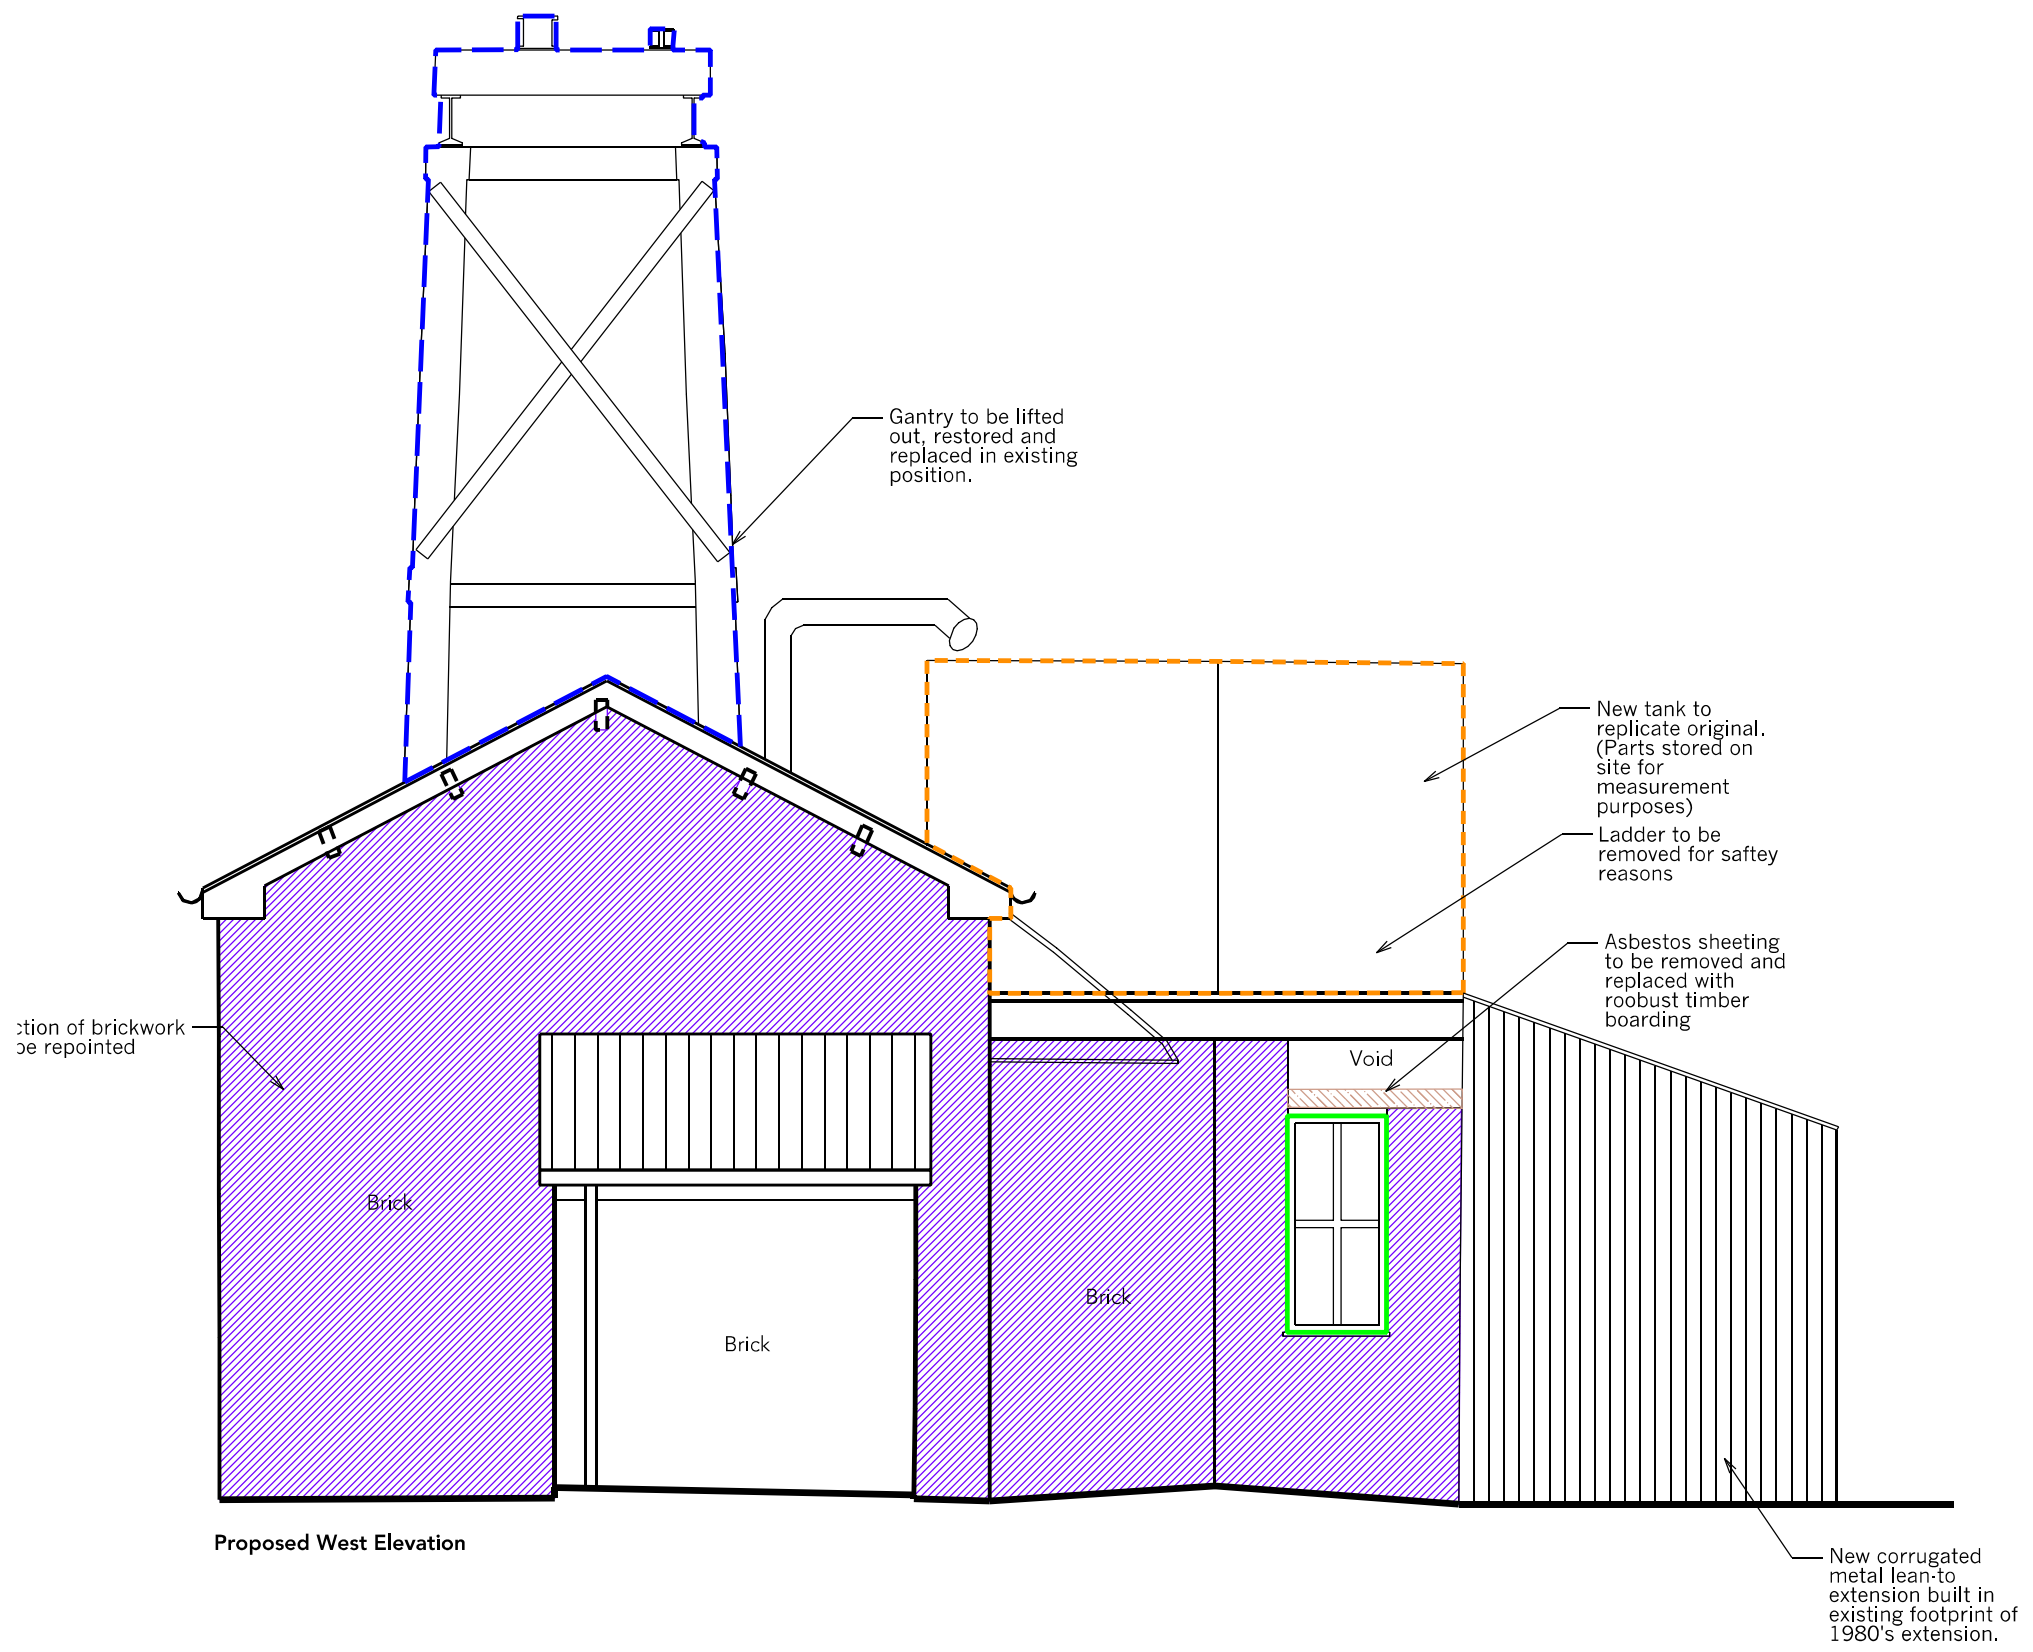 Gantry to be lifted
out, restored and
replaced in existing
position.
New tank to
replicate original.
(Parts stored on
site for
measurement
purposes)
Ladder to be
removed for saftey
reasons
Asbestos sheeting
to be removed and
replaced with
roobust timber
boarding
ction of brickwork
be repointed
Void
Brick
Brick
Brick
Proposed West Elevation
New corrugated
metal lean-to
extension built in
existing footprint of
1980's extension.